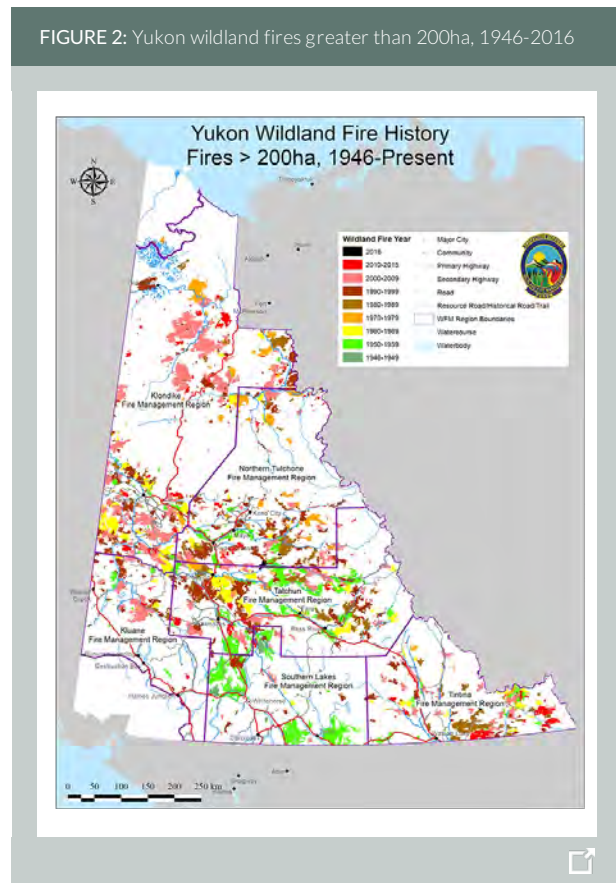 FIGURE 2: Yukon wildland fires greater than 200ha, 1946-2016
Yukon Wildland Fire History
Fires > 200ha, 1946-Present
N
W
E
S
Wildland Fire Year
2016
2010-2015
2000-2009
1990-1999
1980-1989
1970-1979
1960-1969
1950-1959
1946-1949
Major City
Community
Primary Highway
Secondary Highway
Road
Resource Road/Historical Road/Trail
WFM Region Boundaries
Watercourse
Waterbody
Klondike
Fire Management Region
Northern Tutchone
Fire Management Region
Tatchun
Fire Management Region
Kluane
Fire Management Region
Southern Lakes
Fire Management Region
Tintina
Fire Management Region
0 50 100 150 200 250 km